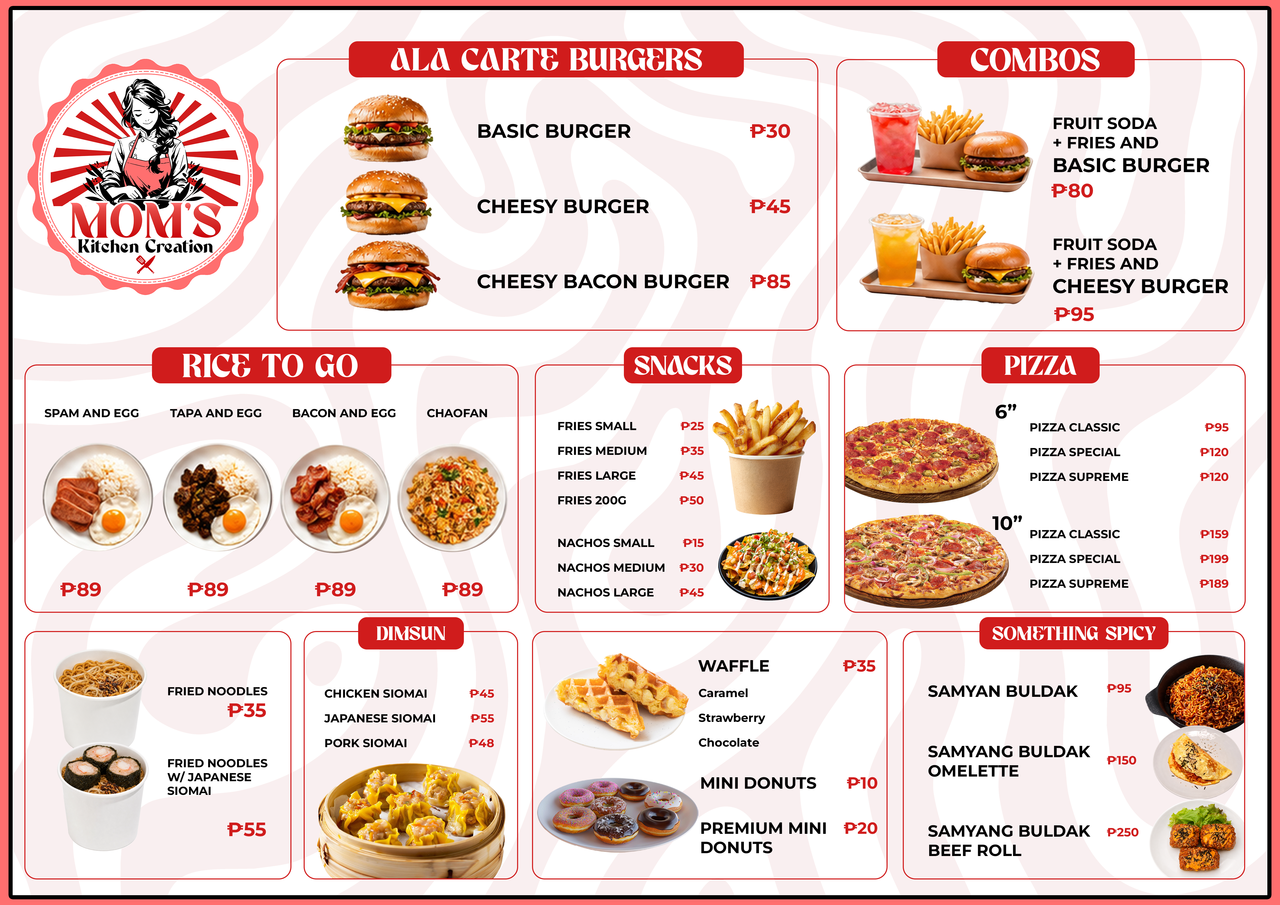 MOM'S
Kitchen Creation
ALA CARTE BURGERS
BASIC BURGER ₱30
CHEESY BURGER ₱45
CHEESY BACON BURGER ₱85
COMBOS
FRUIT SODA
+ FRIES AND
BASIC BURGER
₱80
FRUIT SODA
+ FRIES AND
CHEESY BURGER
₱95
RICE TO GO
SPAM AND EGG TAPA AND EGG BACON AND EGG CHAOFAN
₱89 ₱89 ₱89 ₱89
SNACKS
FRIES SMALL ₱25
FRIES MEDIUM ₱35
FRIES LARGE ₱45
FRIES 200G ₱50
NACHOS SMALL ₱15
NACHOS MEDIUM ₱30
NACHOS LARGE ₱45
PIZZA
6”
PIZZA CLASSIC ₱95
PIZZA SPECIAL ₱120
PIZZA SUPREME ₱120
10”
PIZZA CLASSIC ₱159
PIZZA SPECIAL ₱199
PIZZA SUPREME ₱189
FRIED NOODLES
₱35
FRIED NOODLES
W/ JAPANESE
SIOMAI
₱55
DIMSUN
CHICKEN SIOMAI ₱45
JAPANESE SIOMAI ₱55
PORK SIOMAI ₱48
WAFFLE ₱35
Caramel
Strawberry
Chocolate
MINI DONUTS ₱10
PREMIUM MINI ₱20
DONUTS
SOMETHING SPICY
SAMYAN BULDAK ₱95
SAMYANG BULDAK
OMELETTE ₱150
SAMYANG BULDAK ₱250
BEEF ROLL